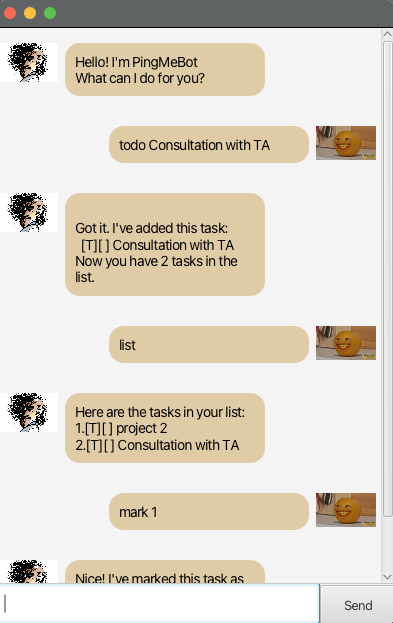 Hello! I'm PingMeBot
What can I do for you?
todo Consultation with TA
Got it. I've added this task:
[T][ ] Consultation with TA
Now you have 2 tasks in the
list.
list
Here are the tasks in your list:
1.[T][ ] project 2
2.[T][ ] Consultation with TA
mark 1
Nice! I've marked this task as
Send